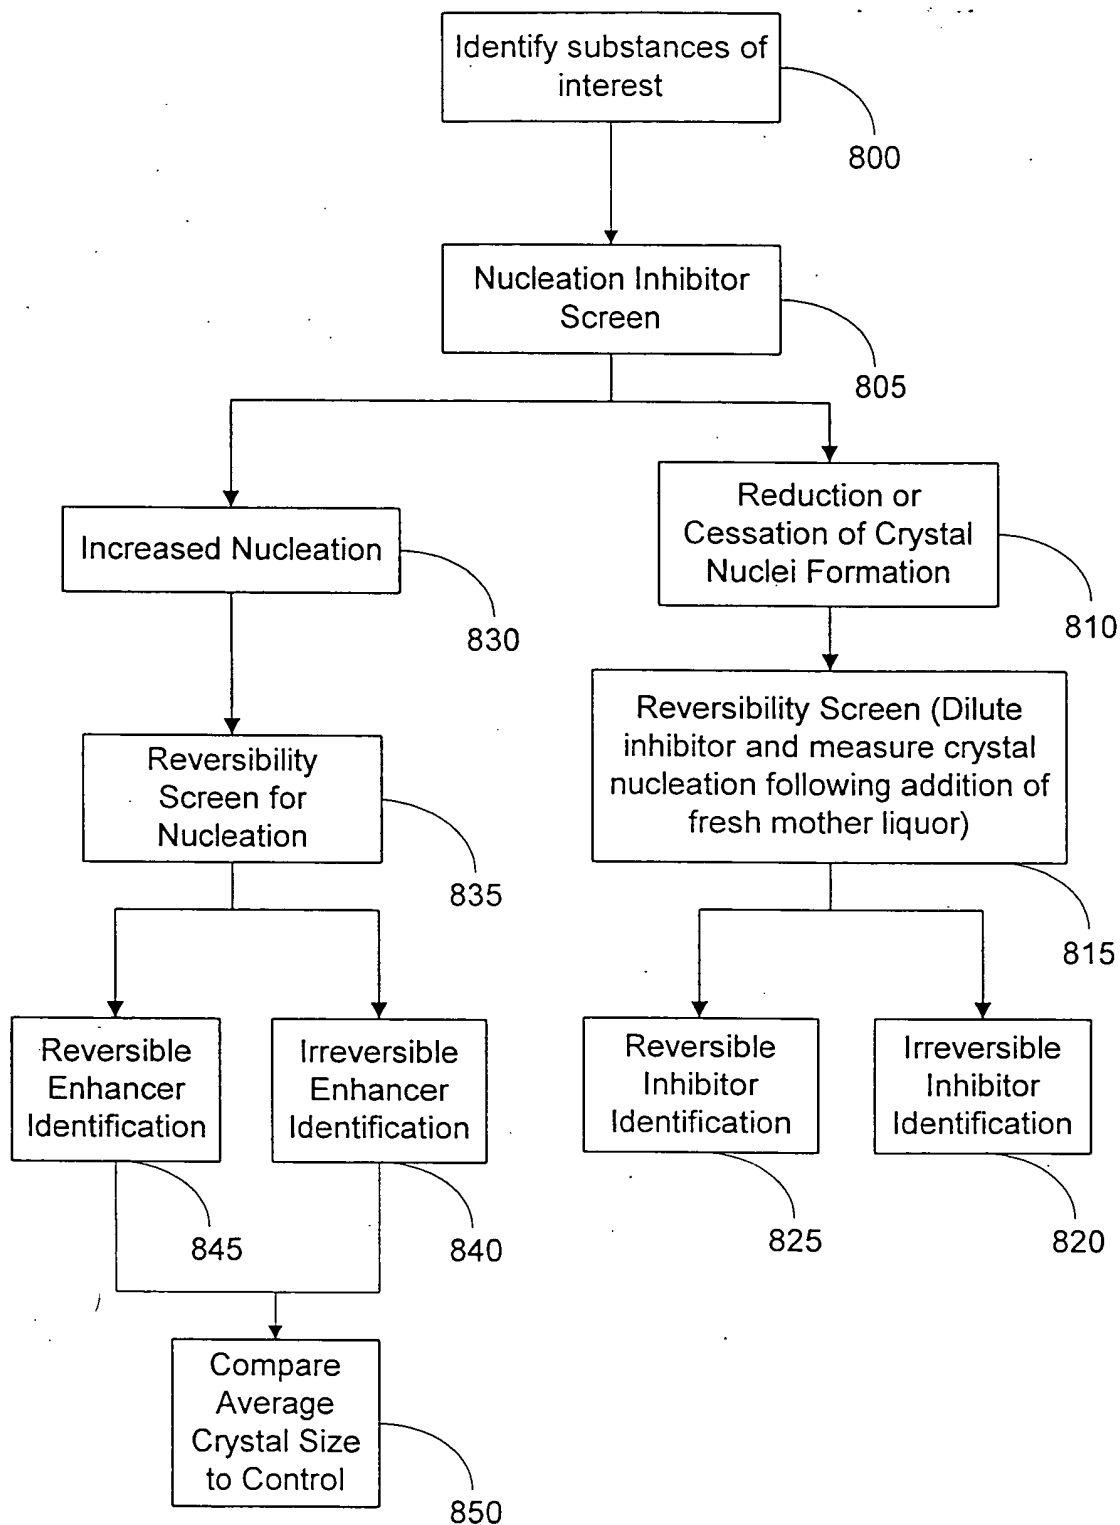 Identify substances of
interest
800
Nucleation Inhibitor
Screen
805
Increased Nucleation
830
Reduction or
Cessation of Crystal
Nuclei Formation
810
Reversibility
Screen for
Nucleation
835
Reversibility Screen (Dilute
inhibitor and measure crystal
nucleation following addition of
fresh mother liquor)
815
Reversible
Enhancer
Identification
845
Irreversible
Enhancer
Identification
840
Reversible
Inhibitor
Identification
825
Irreversible
Inhibitor
Identification
820
Compare
Average
Crystal Size
to Control
850